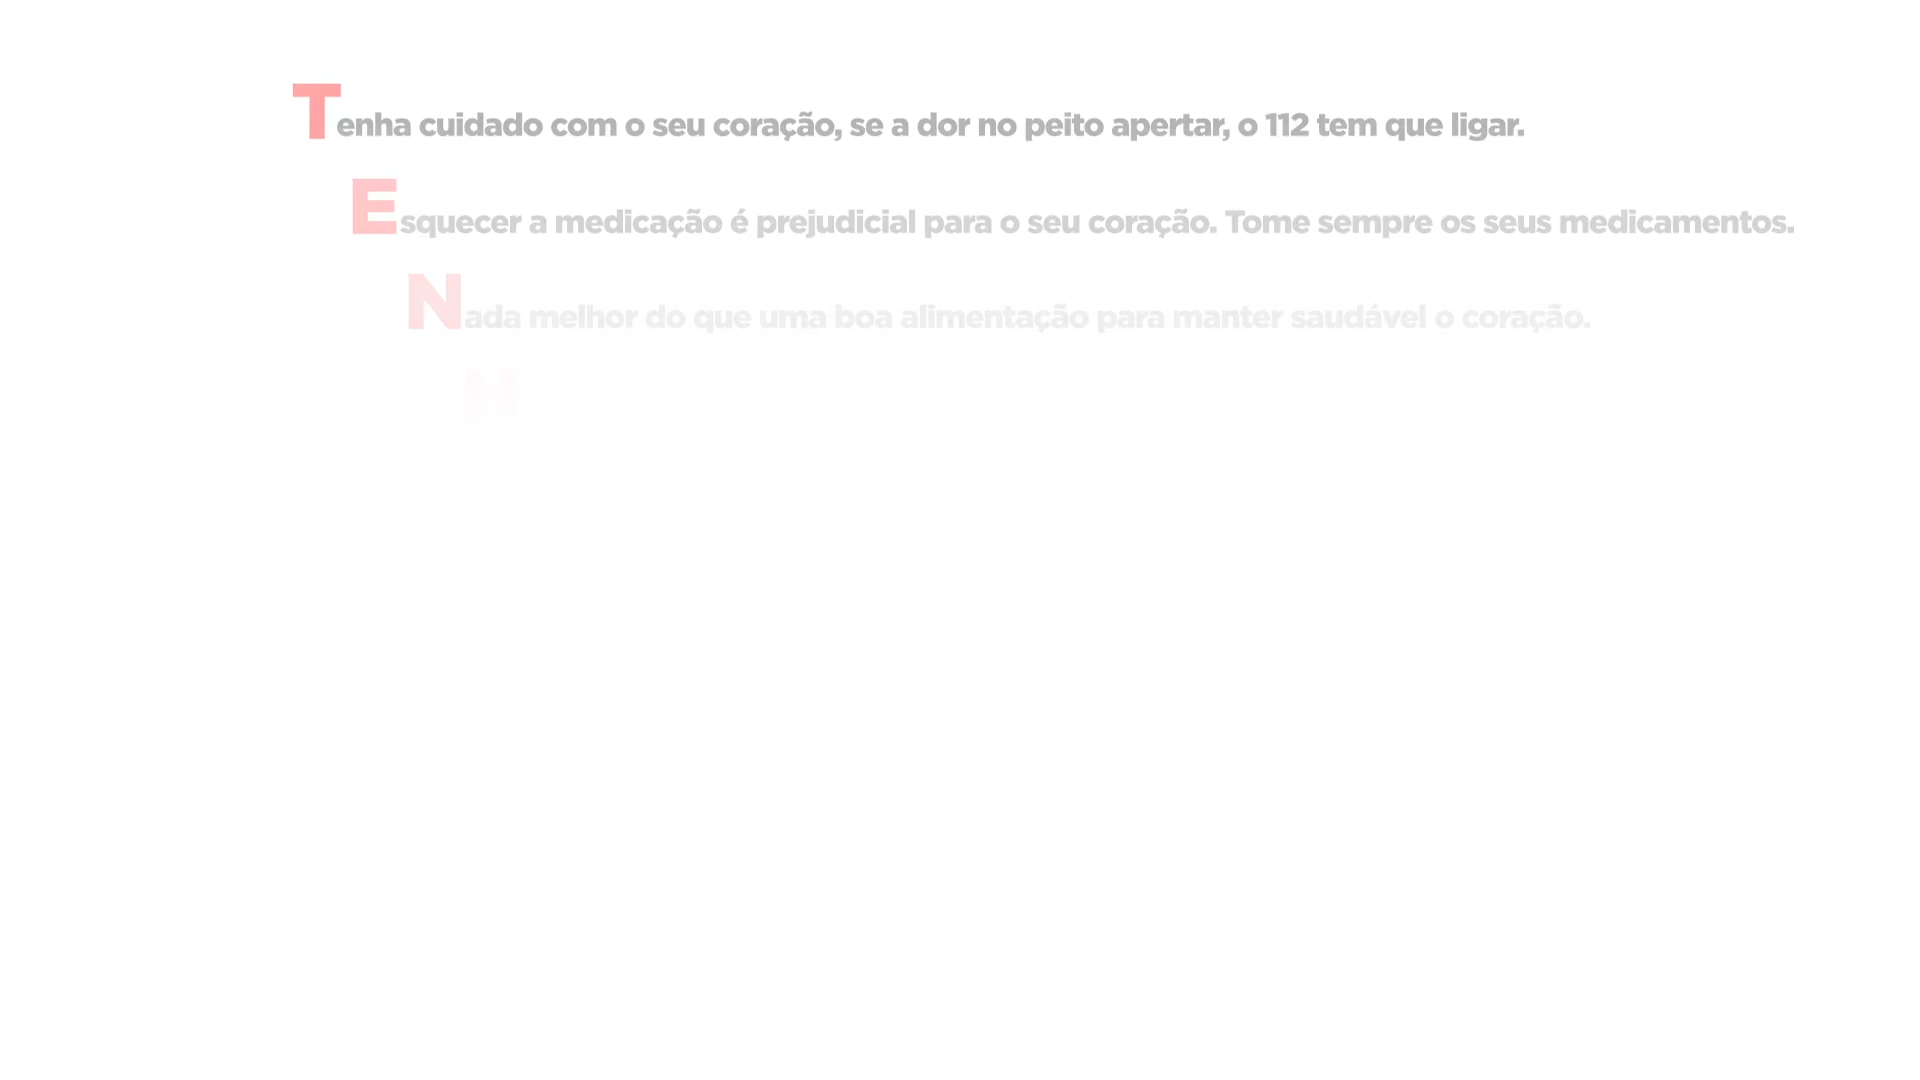 Tenha cuidado com o seu coração, se a dor no peito apertar, o 112 tem que ligar.
Esquecer a medicação é prejudicial para o seu coração. Tome sempre os seus medicamentos.
Nada melhor do que uma boa alimentação para manter saudável o coração.
H